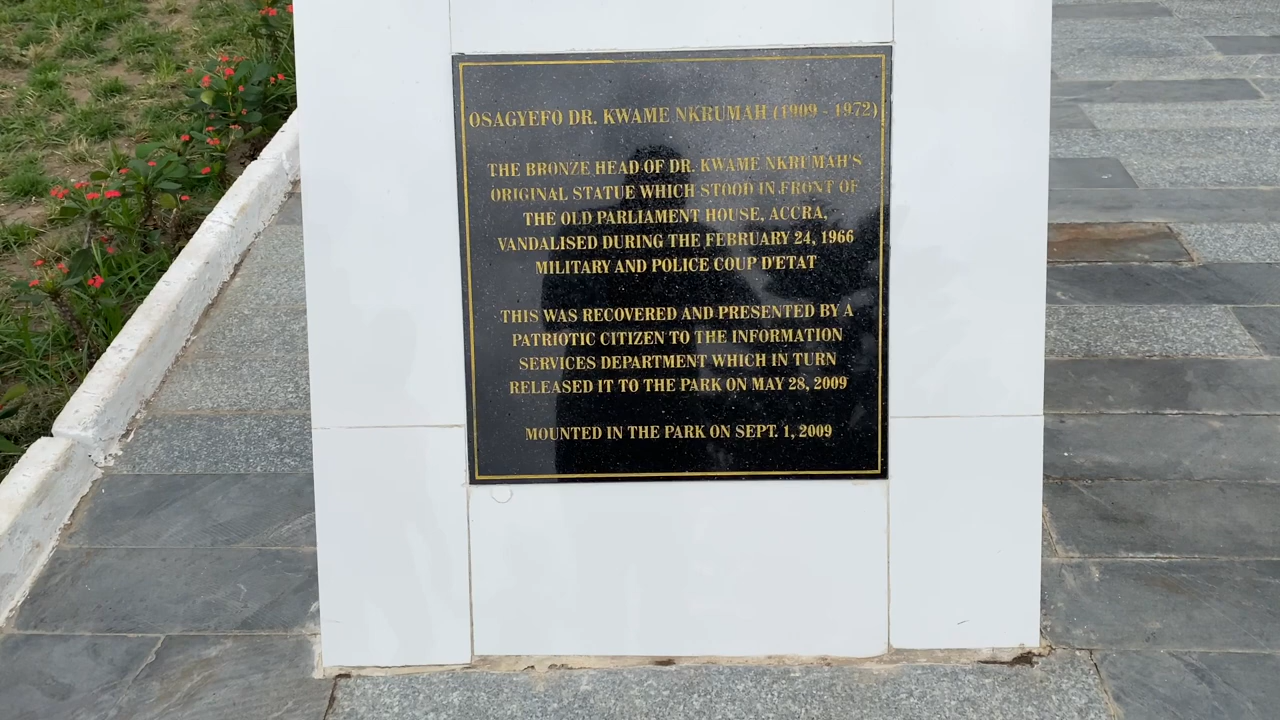 OSAGYEFO DR. KWAME NKRUMAH (1909 - 1972)
THE BRONZE HEAD OF DR. KWAME NKRUMAH'S
ORIGINAL STATUE WHICH STOOD IN FRONT OF
THE OLD PARLIAMENT HOUSE, ACCRA,
VANDALISED DURING THE FEBRUARY 24, 1966
MILITARY AND POLICE COUP D'ETAT
THIS WAS RECOVERED AND PRESENTED BY A
PATRIOTIC CITIZEN TO THE INFORMATION
SERVICES DEPARTMENT WHICH IN TURN
RELEASED IT TO THE PARK ON MAY 28, 2009
MOUNTED IN THE PARK ON SEPT. 1, 2009